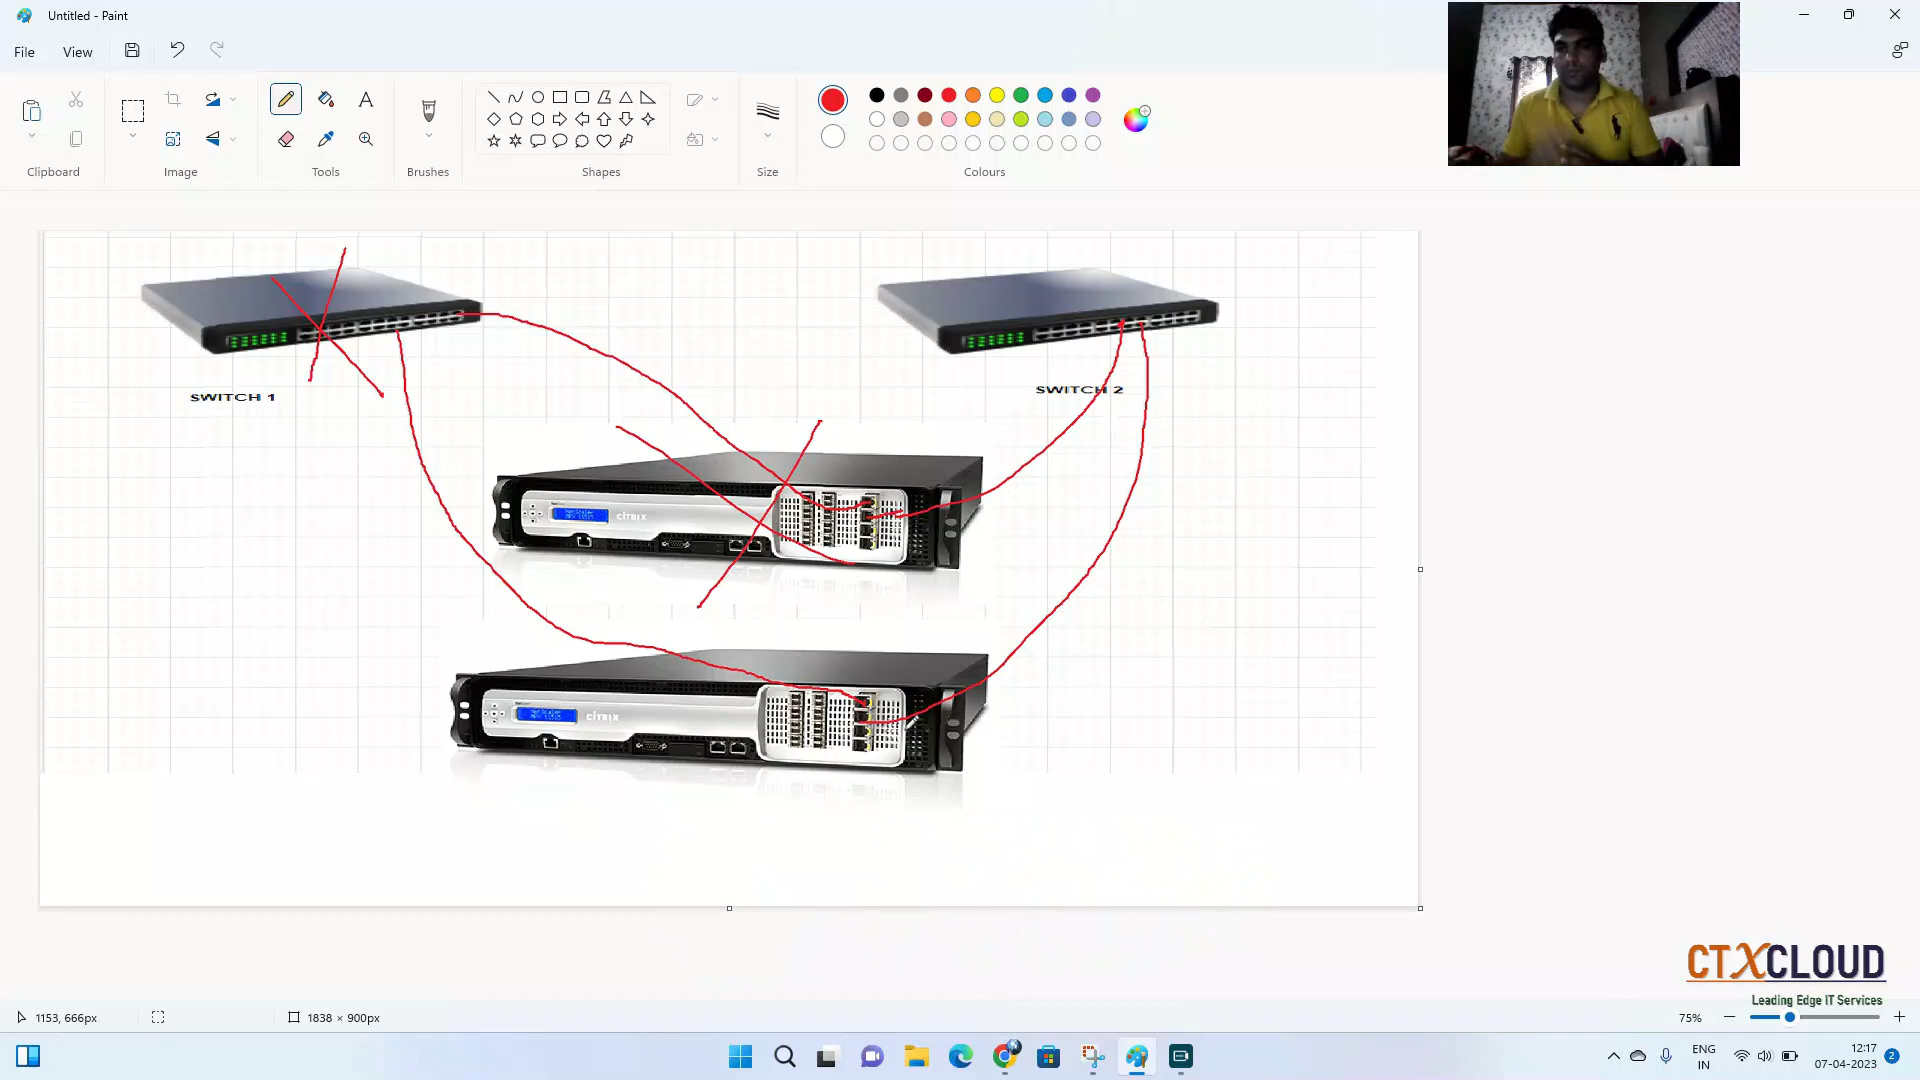 Untitled - Paint
File
View
Clipboard
Image
Tools
Brushes
Shapes
Size
Colours
SWITCH 1
SWITCH 2
CITRIX
CITRIX
CTXCLOUD
Leading Edge IT Services
1153, 666px
1838 × 900px
75%
ENG
IN
12:17
07-04-2023
2